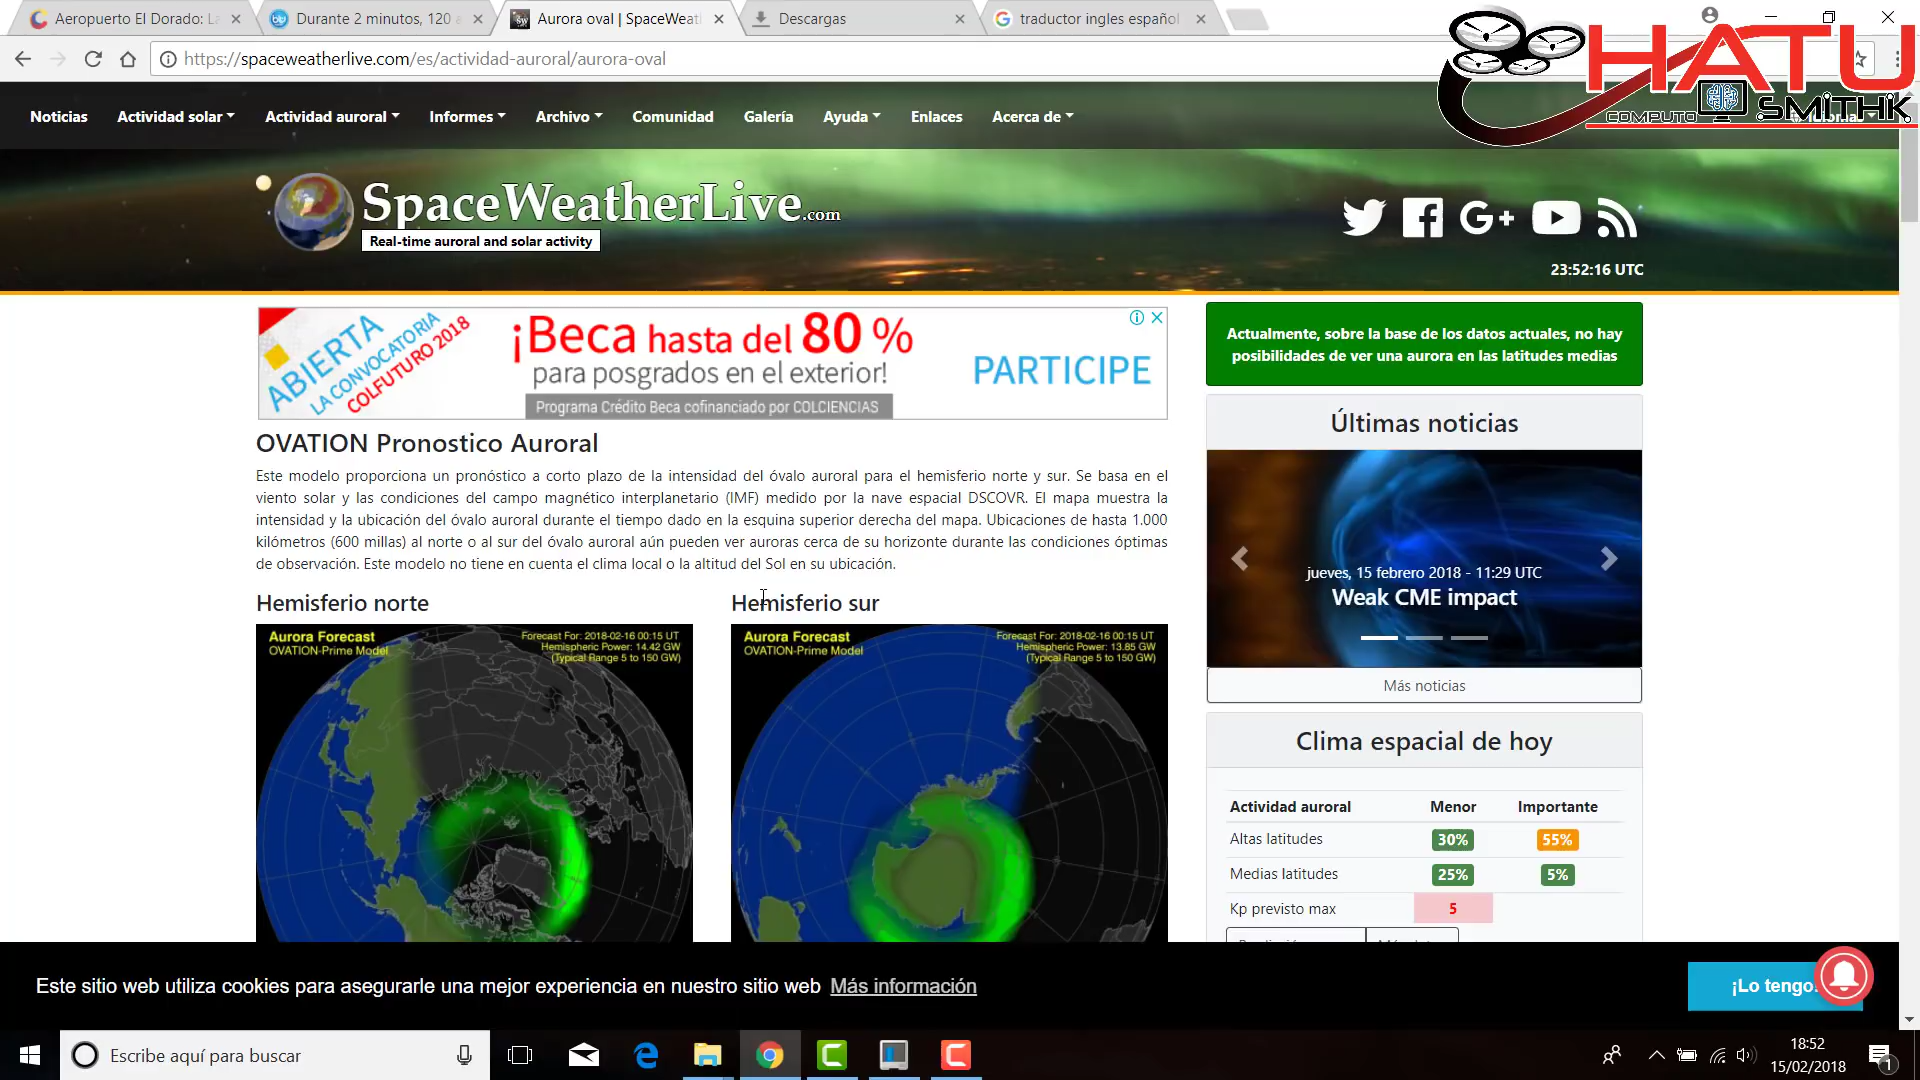 Aeropuerto El Dorado: L
Durante 2 minutos, 120
Aurora oval | SpaceWeat
Descargas
traductor ingles español
https://spaceweatherlive.com/es/actividad-auroral/aurora-oval
HATU
COMPUTO SMITHK
Noticias
Actividad solar
Actividad auroral
Informes
Archivo
Comunidad
Galería
Ayuda
Enlaces
Acerca de
SpaceWeatherLive.com
Real-time auroral and solar activity
G+
23:52:16 UTC
ABIERTA
LA CONVOCATORIA
COLFUTURO 2018
¡Beca hasta del 80 %
para posgrados en el exterior!
Programa Crédito Beca cofinanciado por COLCIENCIAS
PARTICIPE
Actualmente, sobre la base de los datos actuales, no hay
posibilidades de ver una aurora en las latitudes medias
OVATION Pronostico Auroral
Este modelo proporciona un pronóstico a corto plazo de la intensidad del óvalo auroral para el hemisferio norte y sur. Se basa en el
viento solar y las condiciones del campo magnético interplanetario (IMF) medido por la nave espacial DSCOVR. El mapa muestra la
intensidad y la ubicación del óvalo auroral durante el tiempo dado en la esquina superior derecha del mapa. Ubicaciones de hasta 1.000
kilómetros (600 millas) al norte o al sur del óvalo auroral aún pueden ver auroras cerca de su horizonte durante las condiciones óptimas
de observación. Este modelo no tiene en cuenta el clima local o la altitud del Sol en su ubicación.
Hemisferio norte
Aurora Forecast
OVATION-Prime Model
Forecast For: 2018-02-16 00:15 UT
Hemispheric Power: 14.42 GW
(Typical Range 5 to 150 GW)
Hemisferio sur
Aurora Forecast
OVATION-Prime Model
Forecast For: 2018-02-16 00:15 UT
Hemispheric Power: 13.85 GW
(Typical Range 5 to 150 GW)
Últimas noticias
jueves, 15 febrero 2018 - 11:29 UTC
Weak CME impact
Más noticias
Clima espacial de hoy
Actividad auroral Menor Importante
Altas latitudes 30% 55%
Medias latitudes 25% 5%
Kp previsto max 5
Este sitio web utiliza cookies para asegurarle una mejor experiencia en nuestro sitio web Más información
¡Lo tengo!
Escribe aquí para buscar
18:52
15/02/2018
1